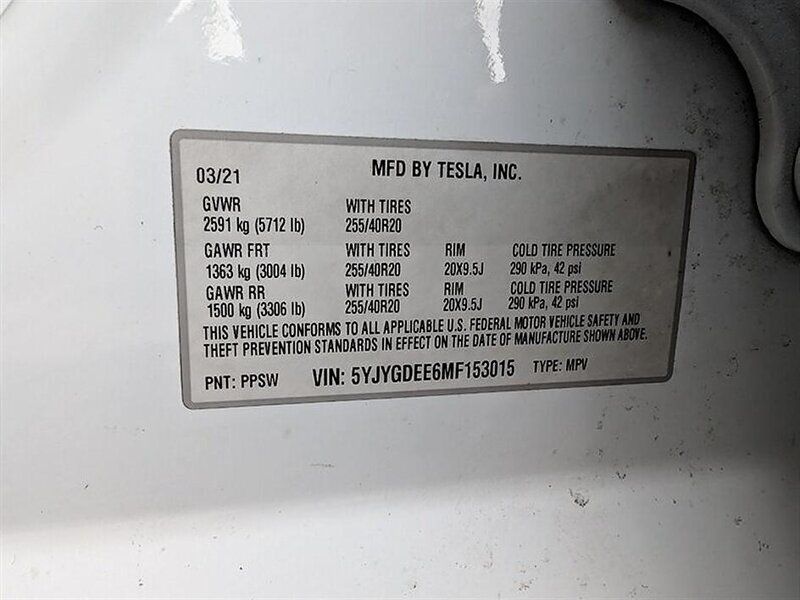 03/21 MFD BY TESLA, INC.
GVWR WITH TIRES
2591 kg (5712 lb) 255/40R20
GAWR FRT WITH TIRES RIM COLD TIRE PRESSURE
1363 kg (3004 lb) 255/40R20 20X9.5J 290 kPa, 42 psi
GAWR RR WITH TIRES RIM COLD TIRE PRESSURE
1500 kg (3306 lb) 255/40R20 20X9.5J 290 kPa, 42 psi
THIS VEHICLE CONFORMS TO ALL APPLICABLE U.S. FEDERAL MOTOR VEHICLE SAFETY AND
THEFT PREVENTION STANDARDS IN EFFECT ON THE DATE OF MANUFACTURE SHOWN ABOVE.
PNT: PPSW VIN: 5YJYGDEE6MF153015 TYPE: MPV